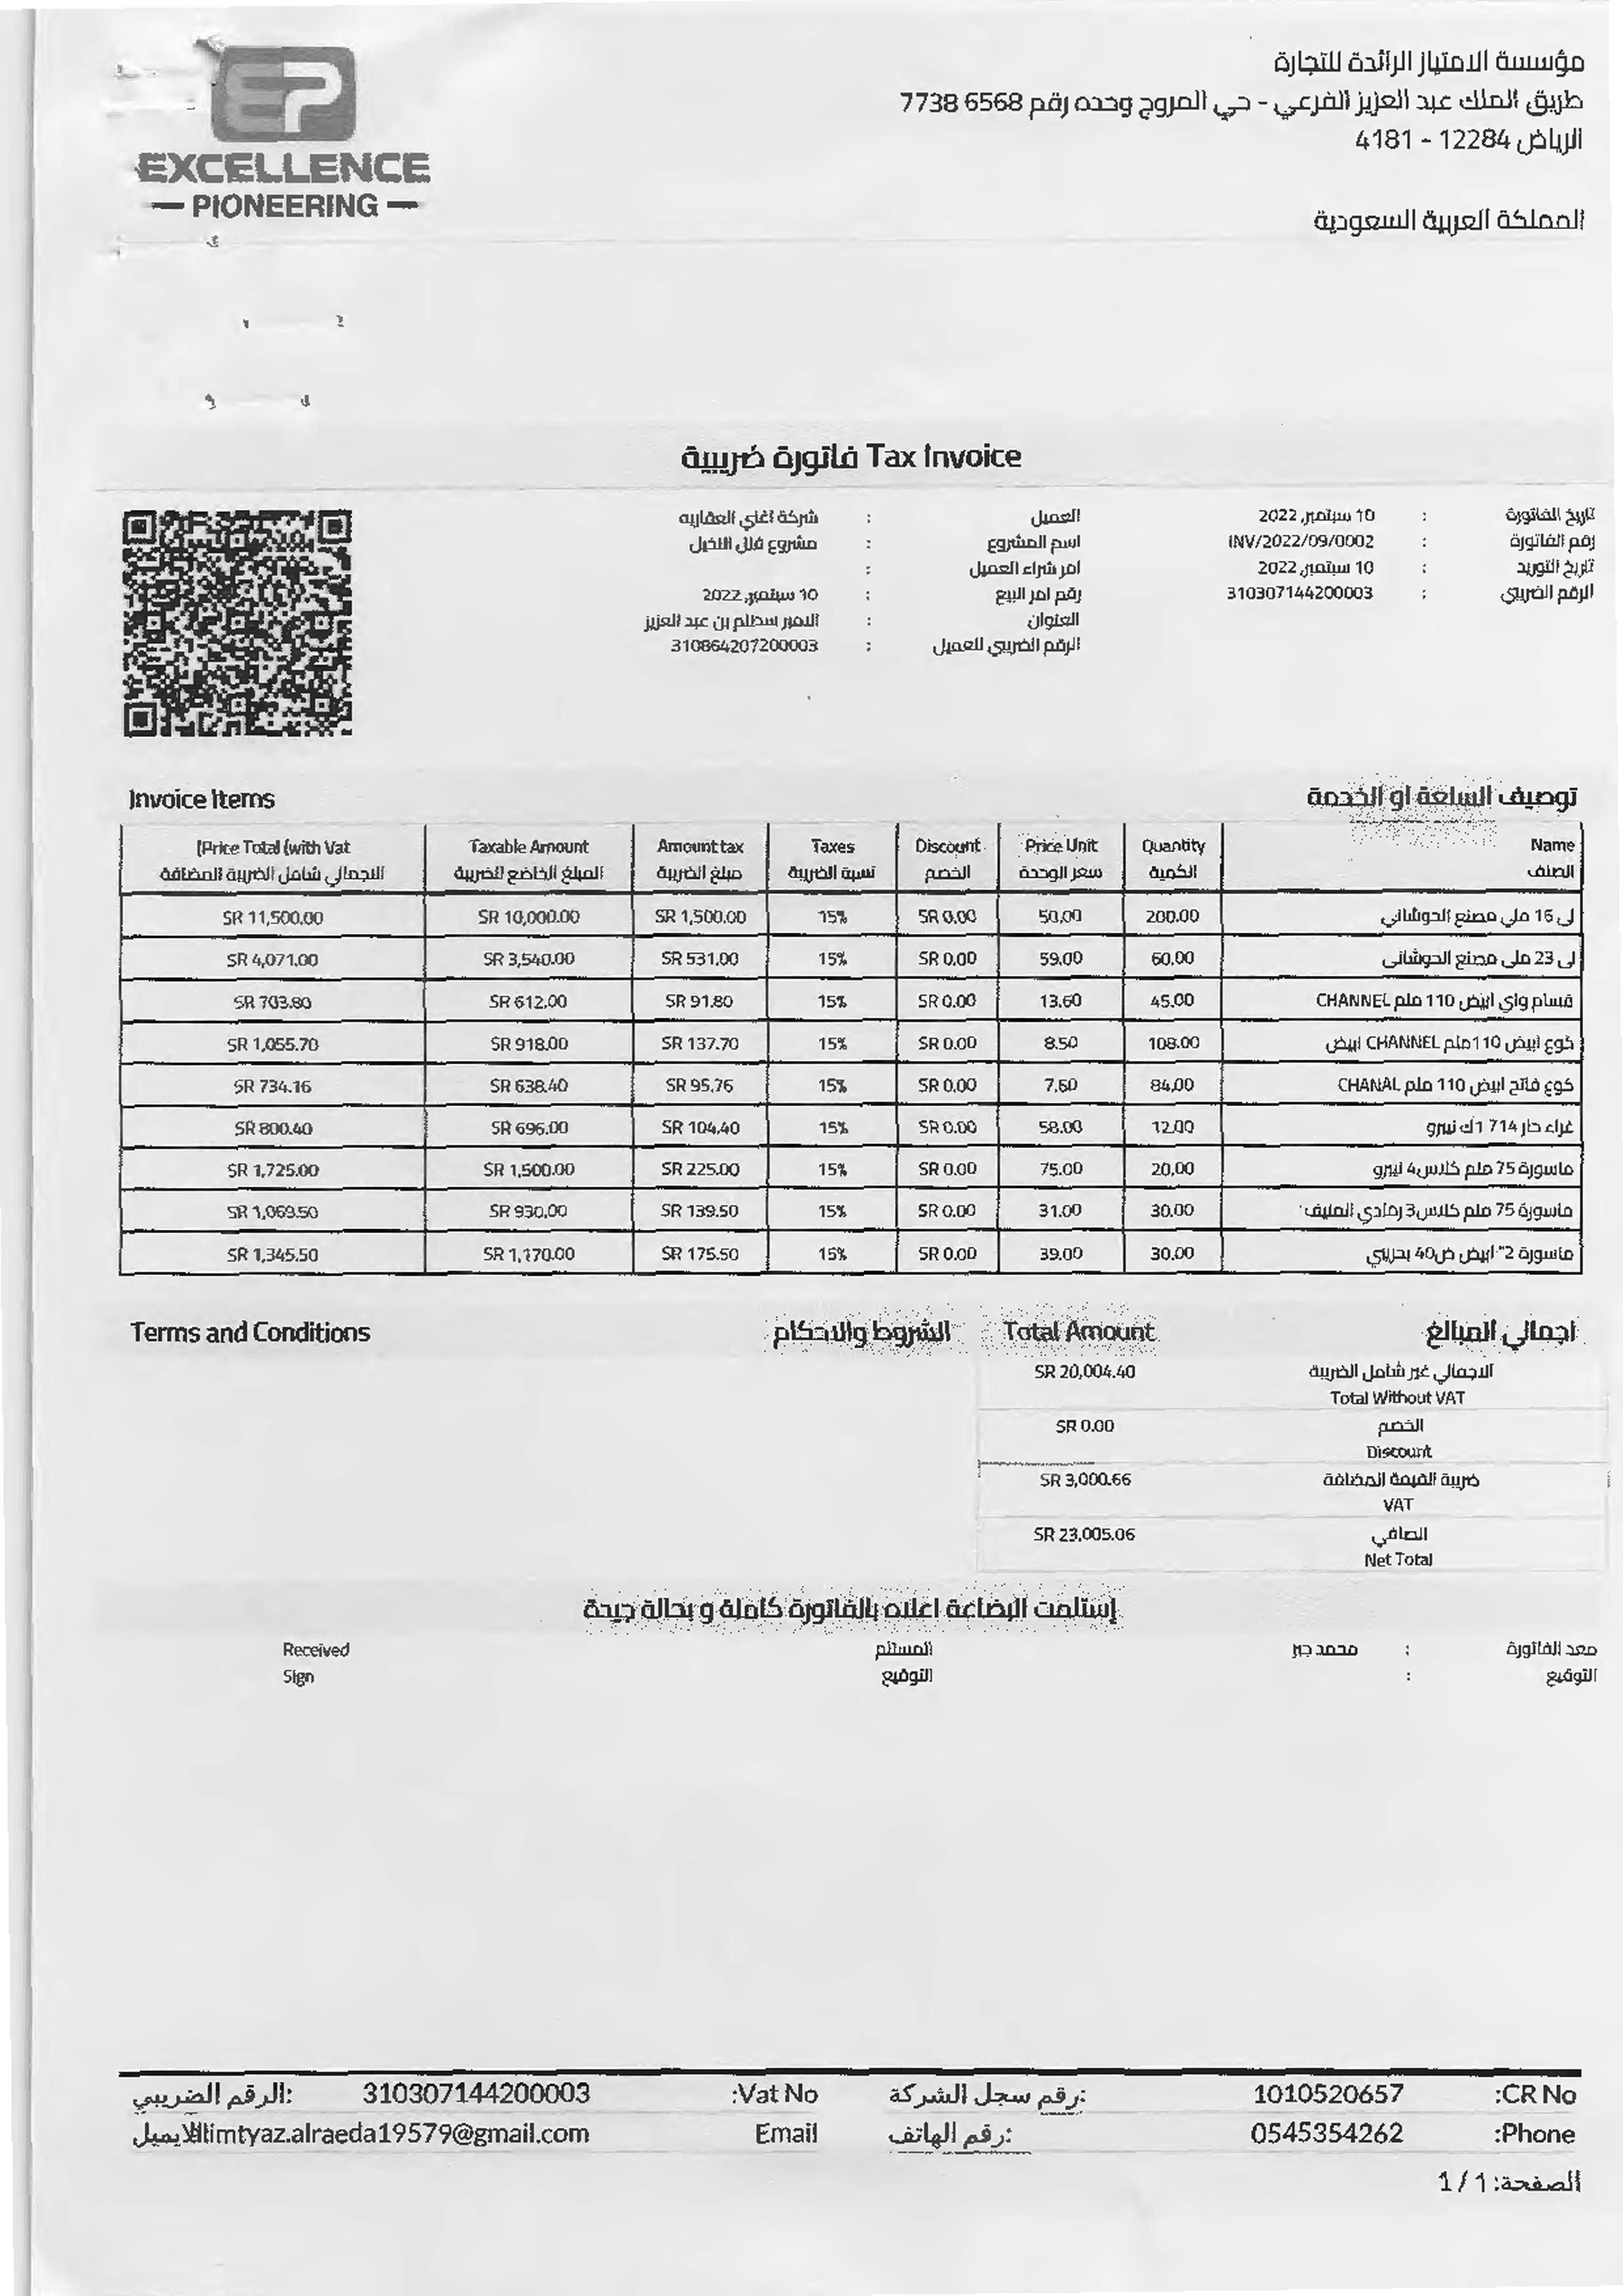 مؤسسة الامتياز الرائدة للتجارة
طريق الملك عبد العزيز الفرعي - حي المروج وحده رقم 6568 7738
الرياض 12284 - 4181
المملكة العربية السعودية
EP
EXCELLENCE
PIONEERING
فاتورة ضريبية Tax Invoice
تاريخ الفاتورة : 10 سبتمبر, 2022
رقم الفاتورة : INV/2022/09/0002
تاريخ التوريد : 10 سبتمبر, 2022
الرقم الضريبي : 310307144200003
العميل : شركة اغني العقاريه
اسم المشروع : مشروع فلل النخيل
امر شراء العميل :
رقم امر البيع : 10 سبتمبر, 2022
العنوان : الامير سطام بن عبد العزيز
الرقم الضريبي للعميل : 310864207200003
توصيف السلعة او الخدمة Invoice Items
Name Quantity Price Unit Discount Taxes Amount tax Taxable Amount (Price Total (with Vat
الصنف الكمية سعر الوحدة الخصم نسبة الضريبة مبلغ الضريبة المبلغ الخاضع للضريبة الاجمالي شامل الضريبة المضافة
لي 16 ملي مصنع الحوشاني 200.00 50.00 SR 0.00 15% SR 1,500.00 SR 10,000.00 SR 11,500.00
لي 23 ملي مصنع الحوشاني 60.00 59.00 SR 0.00 15% SR 531.00 SR 3,540.00 SR 4,071.00
قسام واي ابيض 110 ملم CHANNEL 45.00 13.60 SR 0.00 15% SR 91.80 SR 612.00 SR 703.80
كوع ابيض 110ملم CHANNEL ابيض 108.00 8.50 SR 0.00 15% SR 137.70 SR 918.00 SR 1,055.70
كوع فاتح ابيض 110 ملم CHANAL 84.00 7.60 SR 0.00 15% SR 95.76 SR 638.40 SR 734.16
غراء حار 714 1ك نيرو 12.00 58.00 SR 0.00 15% SR 104.40 SR 696.00 SR 800.40
ماسورة 75 ملم كلاس4 نيرو 20.00 75.00 SR 0.00 15% SR 225.00 SR 1,500.00 SR 1,725.00
ماسورة 75 ملم كلاس3 رمادي المنيف 30.00 31.00 SR 0.00 15% SR 139.50 SR 930.00 SR 1,069.50
ماسورة 2" ابيض ض40 بحريني 30.00 39.00 SR 0.00 15% SR 175.50 SR 1,170.00 SR 1,345.50
اجمالي المبالغ Total Amount
الاجمالي غير شامل الضريبة SR 20,004.40
Total Without VAT
الخصم SR 0.00
Discount
ضريبة القيمة المضافة SR 3,000.66
VAT
الصافي SR 23,005.06
Net Total
الشروط والاحكام Terms and Conditions
إستلمت البضاعة اعلاه بالفاتورة كاملة و بحالة جيدة
معد الفاتورة : محمد جبر المستلم Received
التوقيع : التوقيع Sign
CR No: 1010520657 رقم سجل الشركة: Vat No: 310307144200003 الرقم الضريبي:
Phone: 0545354262 رقم الهاتف: Email alimtyaz.alraeda19579@gmail.com الايميل
الصفحة: 1 / 1